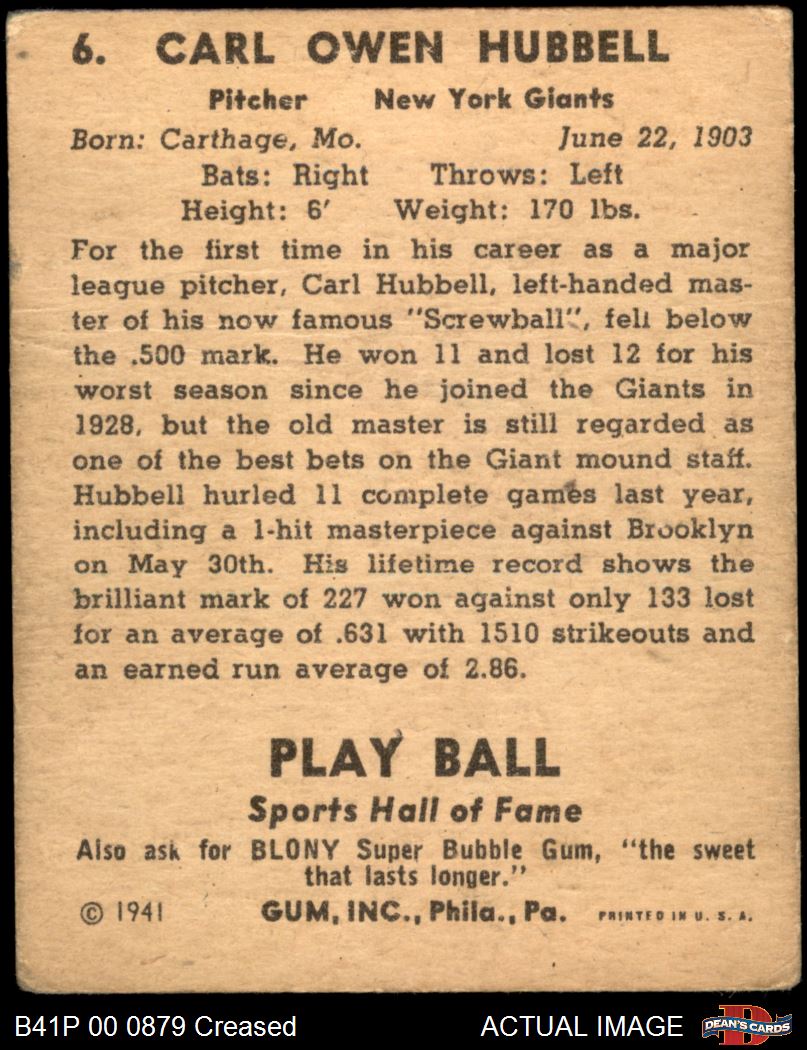 6. CARL OWEN HUBBELL
Pitcher New York Giants
Born: Carthage, Mo. June 22, 1903
Bats: Right Throws: Left
Height: 6′ Weight: 170 lbs.
For the first time in his career as a major
league pitcher, Carl Hubbell, left-handed mas-
ter of his now famous "Screwball", fell below
the .500 mark. He won 11 and lost 12 for his
worst season since he joined the Giants in
1928, but the old master is still regarded as
one of the best bets on the Giant mound staff.
Hubbell hurled 11 complete games last year,
including a 1-hit masterpiece against Brooklyn
on May 30th. His lifetime record shows the
brilliant mark of 227 won against only 133 lost
for an average of .631 with 1510 strikeouts and
an earned run average of 2.86.
PLAY BALL
Sports Hall of Fame
Also ask for BLONY Super Bubble Gum, "the sweet
that lasts longer."
© 1941 GUM, INC., Phila., Pa. PRINTED IN U. S. A.
B41P 00 0879 Creased ACTUAL IMAGE D DEAN'S CARDS